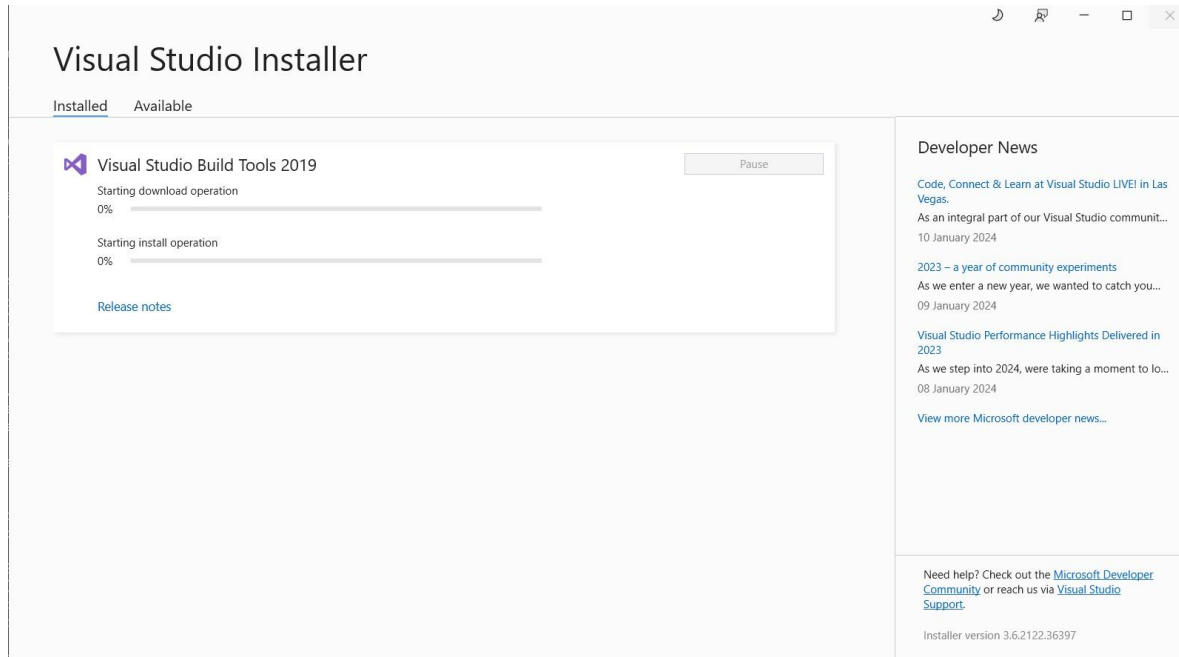 Visual Studio Installer
Installed Available
Visual Studio Build Tools 2019
Pause
Starting download operation
0%
Starting install operation
0%
Release notes
Developer News
Code, Connect & Learn at Visual Studio LIVE! in Las
Vegas.
As an integral part of our Visual Studio communit...
10 January 2024
2023 – a year of community experiments
As we enter a new year, we wanted to catch you...
09 January 2024
Visual Studio Performance Highlights Delivered in
2023
As we step into 2024, were taking a moment to lo...
08 January 2024
View more Microsoft developer news...
Need help? Check out the Microsoft Developer
Community or reach us via Visual Studio
Support.
Installer version 3.6.2122.36397